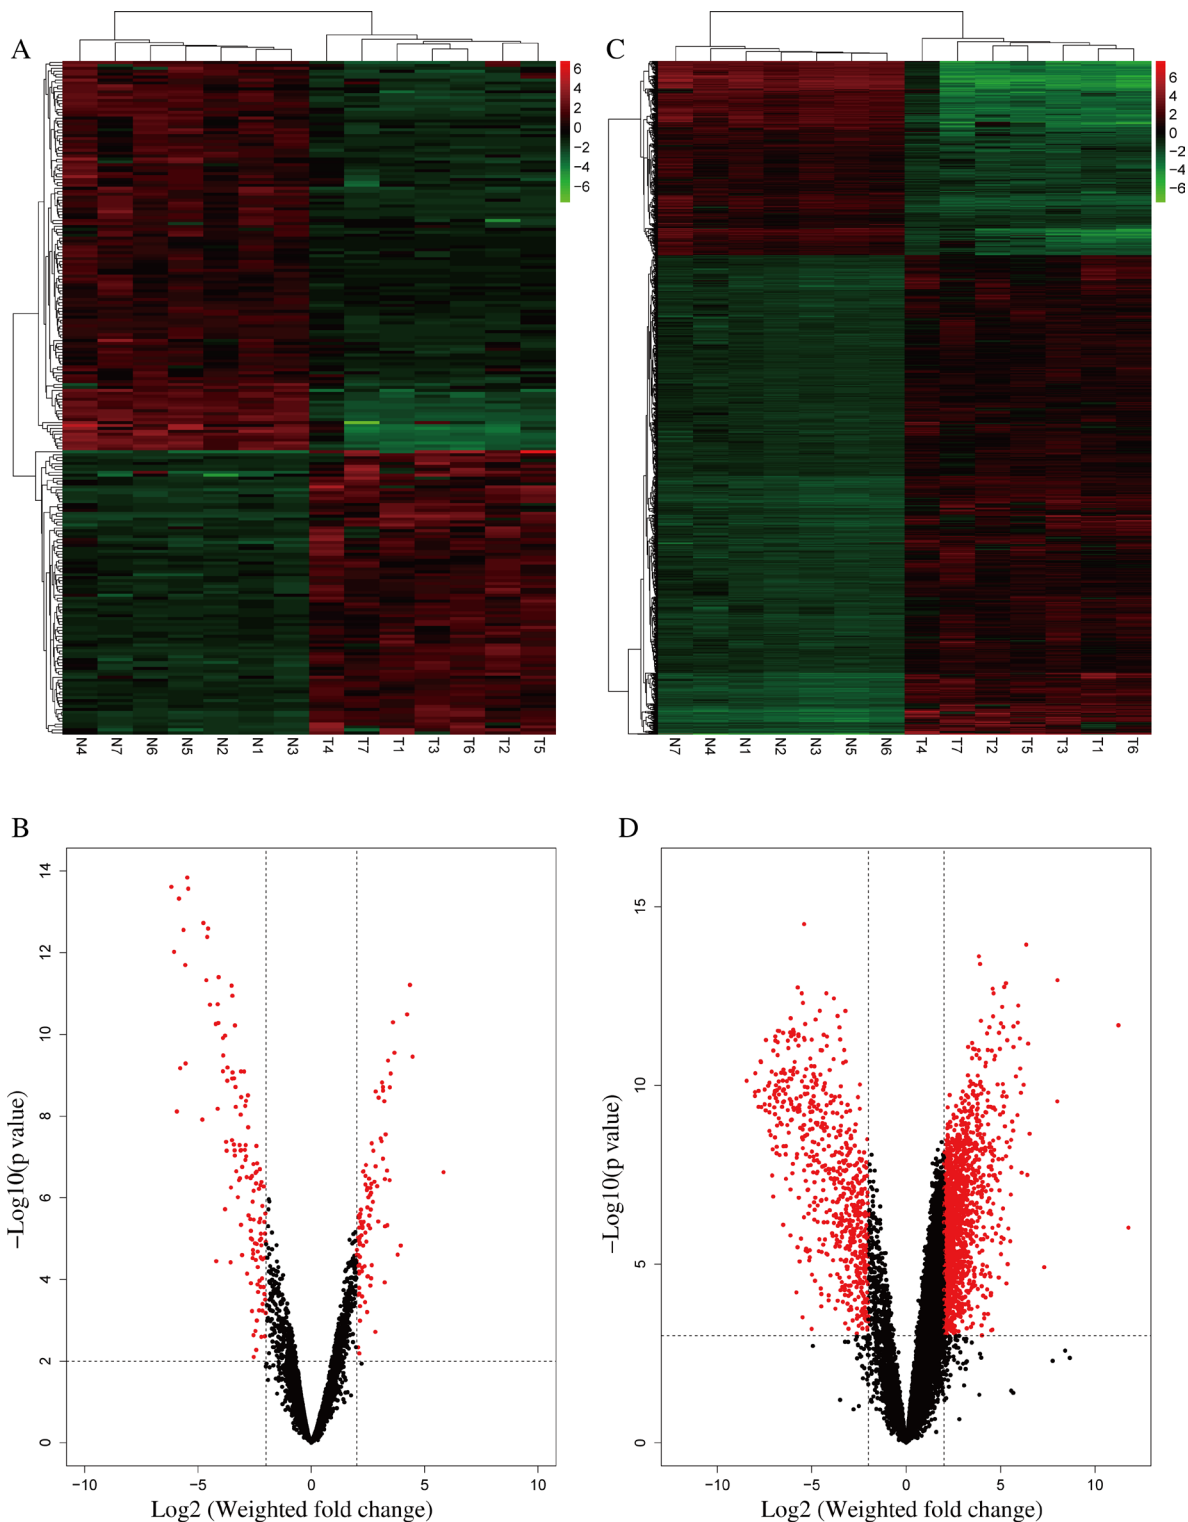 A
6
4
2
0
−2
−4
−6
N4 N7 N6 N5 N2 N1 N3 T4 T7 T1 T3 T6 T2 T5
C
6
4
2
0
−2
−4
−6
N7 N4 N1 N2 N3 N5 N6 T4 T7 T2 T5 T3 T1 T6
B
−Log10(p value)
14
12
10
8
6
4
2
0
−10 −5 0 5 10
Log2 (Weighted fold change)
D
−Log10(p value)
15
10
5
0
−10 −5 0 5 10
Log2 (Weighted fold change)